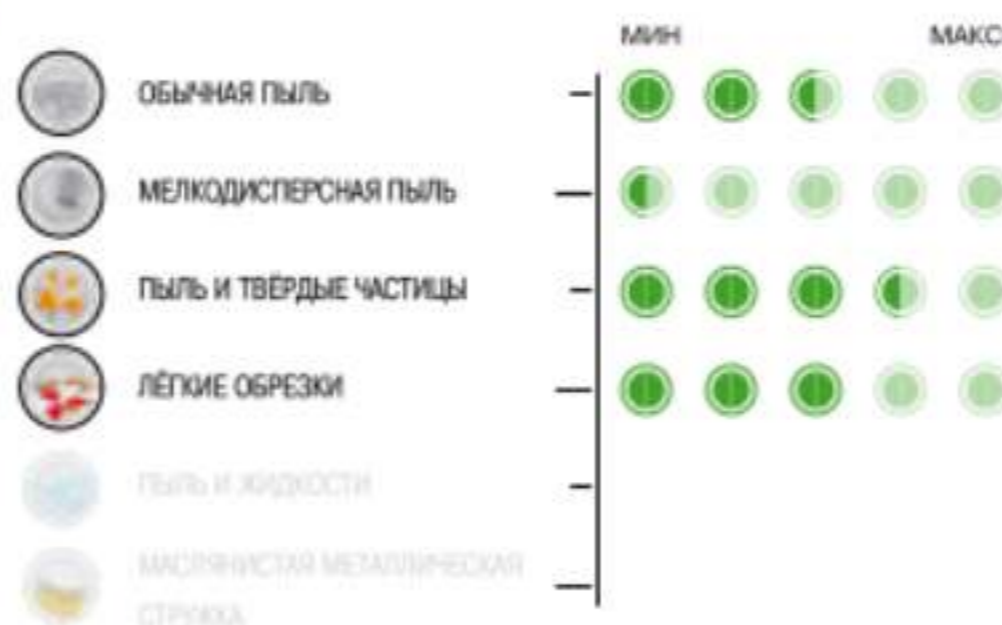 МИН МАКС
ОБЫЧНАЯ ПЫЛЬ
МЕЛКОДИСПЕРСНАЯ ПЫЛЬ
ПЫЛЬ И ТВЁРДЫЕ ЧАСТИЦЫ
ЛЁГКИЕ ОБРЕЗКИ
ПЫЛЬ И ЖИДКОСТИ
МАСЛЯНИСТАЯ МЕТАЛЛИЧЕСКАЯ
СТРУЖКА